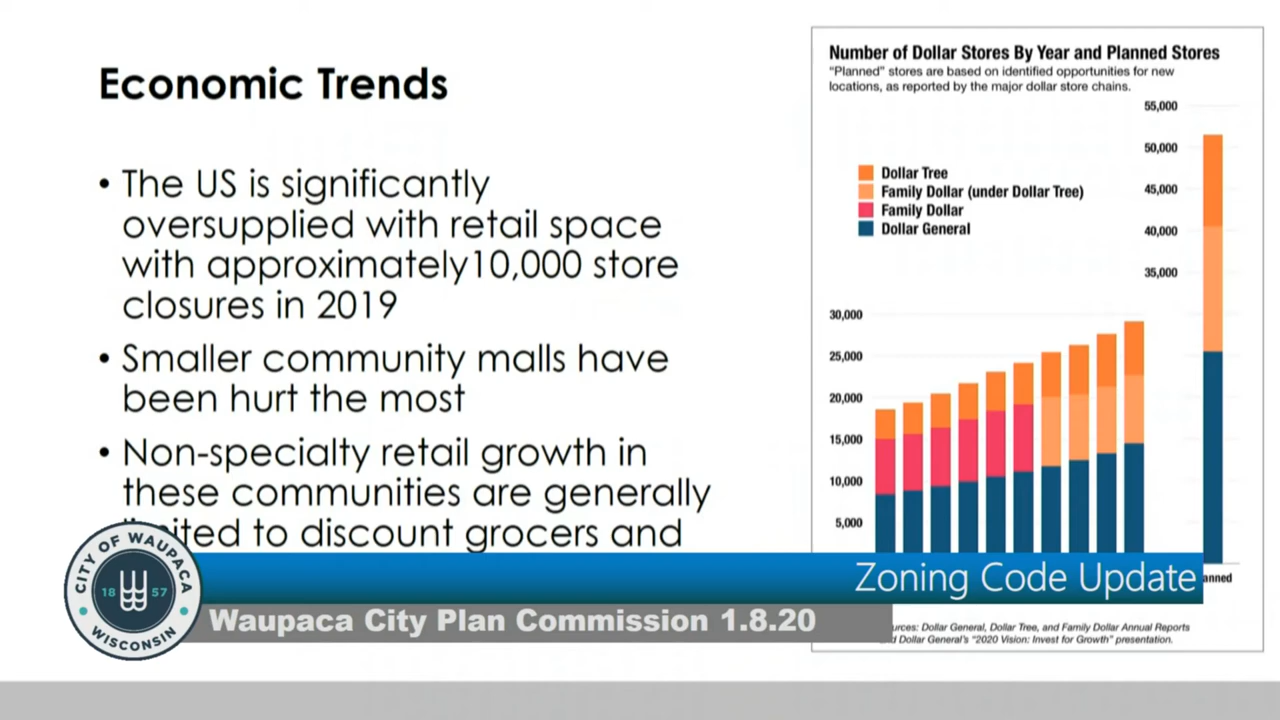 Economic Trends
• The US is significantly
oversupplied with retail space
with approximately10,000 store
closures in 2019
• Smaller community malls have
been hurt the most
• Non-specialty retail growth in
these communities are generally
to discount grocers and
Number of Dollar Stores By Year and Planned Stores
"Planned" stores are based on identified opportunities for new
locations, as reported by the major dollar store chains.
55,000
50,000
45,000
40,000
35,000
30,000
25,000
20,000
15,000
10,000
5,000
Dollar Tree
Family Dollar (under Dollar Tree)
Family Dollar
Dollar General
Dollar General, Dollar Tree, and Family Dollar Annual Reports
Dollar General's "2020 Vision: Invest for Growth" presentation.
Zoning Code Update
Waupaca City Plan Commission 1.8.20
CITY OF WAUPACA
18 57
WISCONSIN